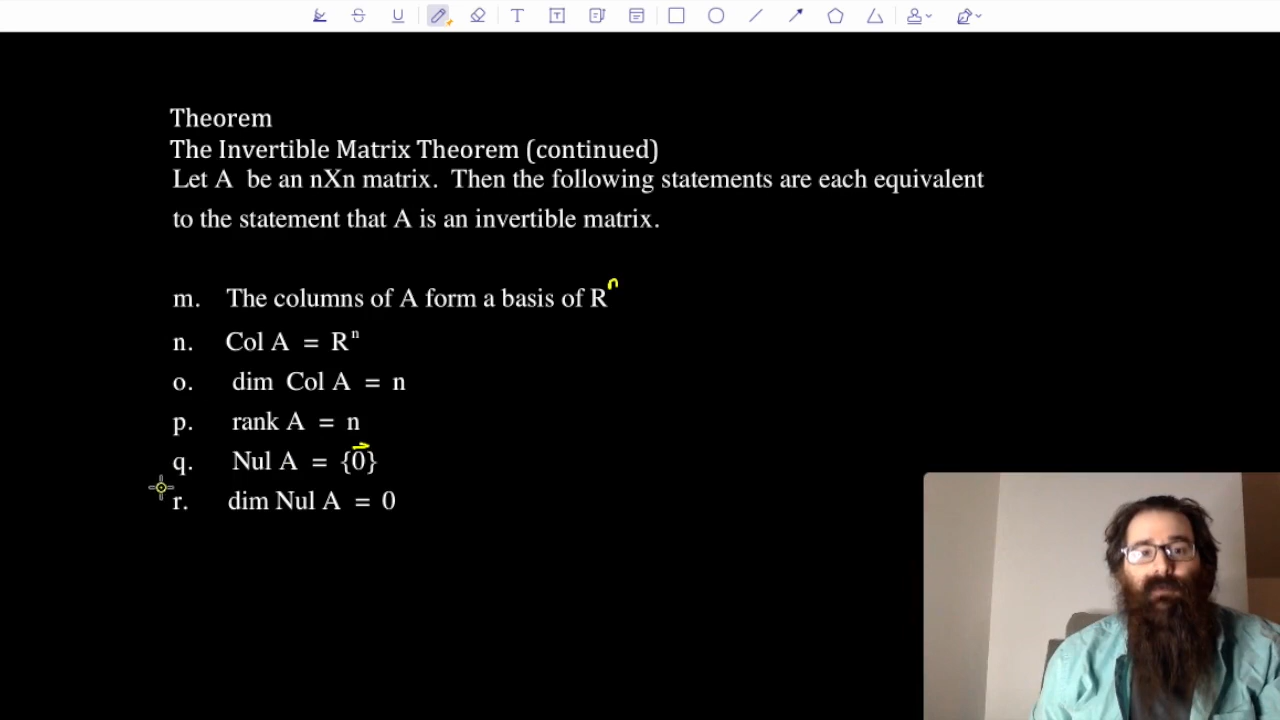 Theorem
The Invertible Matrix Theorem (continued)
Let A be an nXn matrix. Then the following statements are each equivalent
to the statement that A is an invertible matrix.
m. The columns of A form a basis of Rⁿ
n. Col A = Rⁿ
o. dim Col A = n
p. rank A = n
q. Nul A = {0⃗}
r. dim Nul A = 0